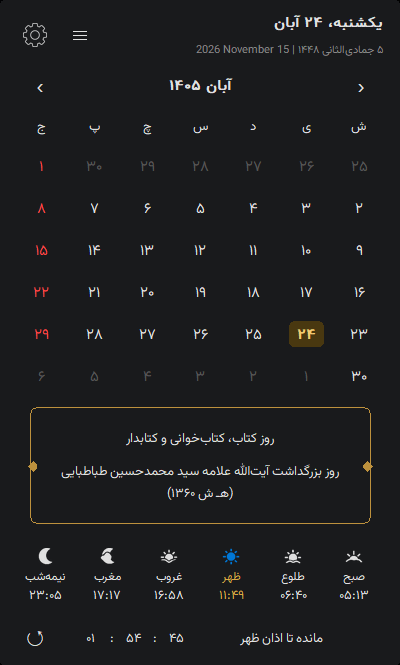 یکشنبه، ۲۴ آبان
۵ جمادی‌الثانی ۱۴۴۸ | 2026 November 15
‹ آبان ۱۴۰۵ ›
ش ی د س چ پ ج
۲۵ ۲۶ ۲۷ ۲۸ ۲۹ ۳۰ ۱
۲ ۳ ۴ ۵ ۶ ۷ ۸
۹ ۱۰ ۱۱ ۱۲ ۱۳ ۱۴ ۱۵
۱۶ ۱۷ ۱۸ ۱۹ ۲۰ ۲۱ ۲۲
۲۳ ۲۴ ۲۵ ۲۶ ۲۷ ۲۸ ۲۹
۳۰ ۱ ۲ ۳ ۴ ۵ ۶
روز کتاب، کتاب‌خوانی و کتابدار
روز بزرگداشت آیت‌الله علامه سید محمدحسین طباطبایی
(۱۳۶۰ هـ ش)
صبح طلوع ظهر غروب مغرب نیمه‌شب
۰۵:۱۳ ۰۶:۴۰ ۱۱:۴۹ ۱۶:۵۸ ۱۷:۱۷ ۲۳:۰۵
مانده تا اذان ظهر ۰۱ : ۵۴ : ۴۵